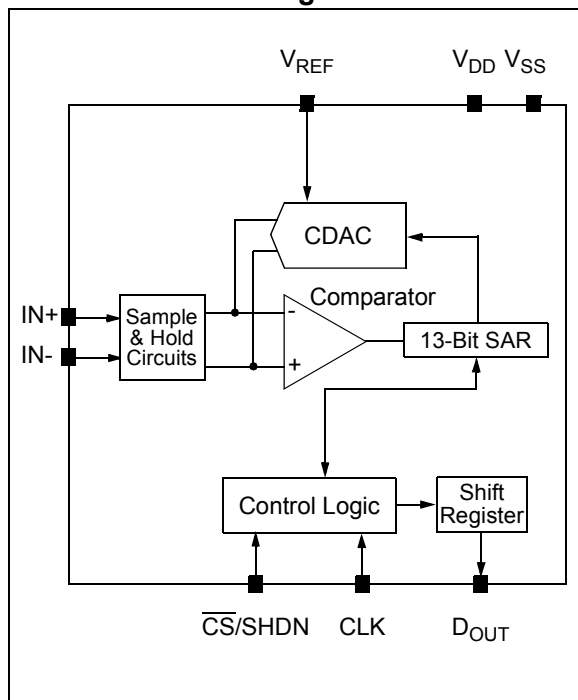 V_REF
V_DD
V_SS
CDAC
Comparator
IN+
IN-
Sample
& Hold
Circuits
-
+
13-Bit SAR
Control Logic
Shift
Register
C̅S̅/SHDN
CLK
D_OUT